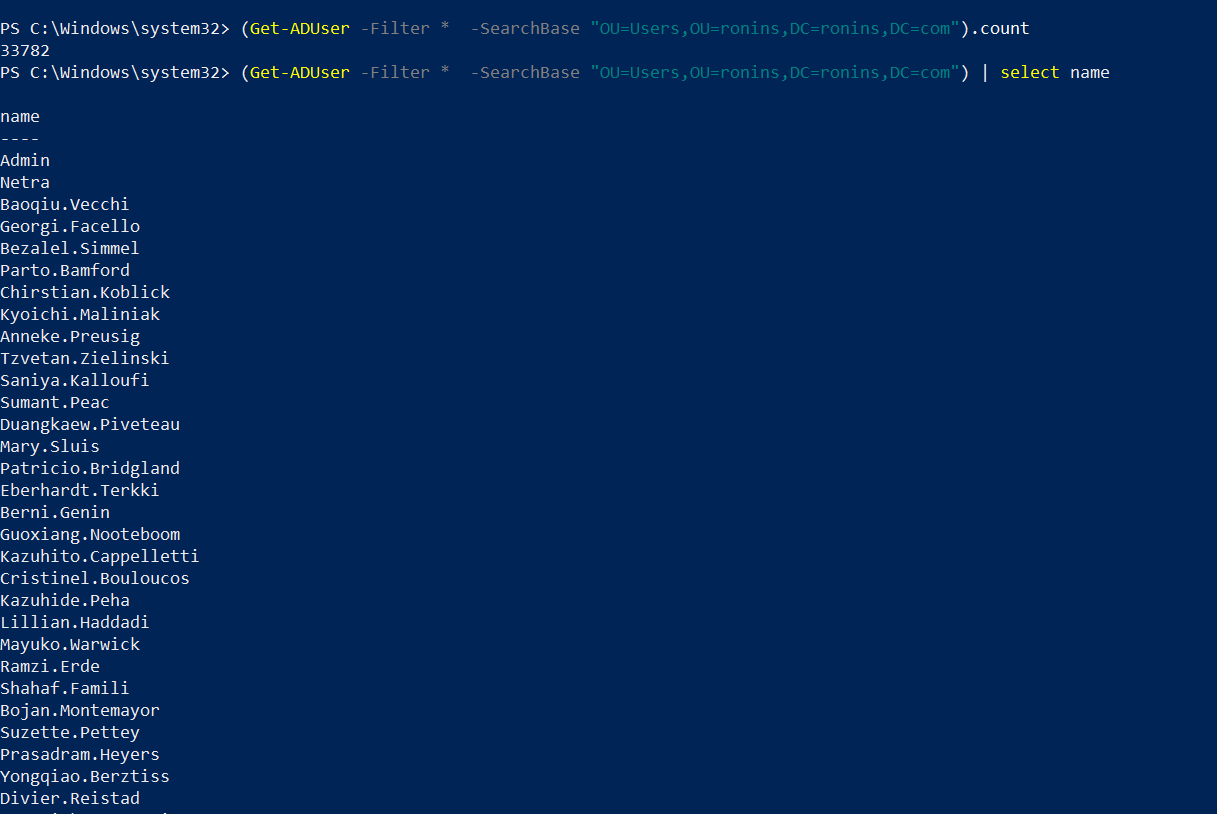 PS C:\Windows\system32> (Get-ADUser -Filter *  -SearchBase "OU=Users,OU=ronins,DC=ronins,DC=com").count
33782
PS C:\Windows\system32> (Get-ADUser -Filter *  -SearchBase "OU=Users,OU=ronins,DC=ronins,DC=com") | select name
name
----
Admin
Netra
Baoqiu.Vecchi
Georgi.Facello
Bezalel.Simmel
Parto.Bamford
Chirstian.Koblick
Kyoichi.Maliniak
Anneke.Preusig
Tzvetan.Zielinski
Saniya.Kalloufi
Sumant.Peac
Duangkaew.Piveteau
Mary.Sluis
Patricio.Bridgland
Eberhardt.Terkki
Berni.Genin
Guoxiang.Nooteboom
Kazuhito.Cappelletti
Cristinel.Bouloucos
Kazuhide.Peha
Lillian.Haddadi
Mayuko.Warwick
Ramzi.Erde
Shahaf.Famili
Bojan.Montemayor
Suzette.Pettey
Prasadram.Heyers
Yongqiao.Berztiss
Divier.Reistad